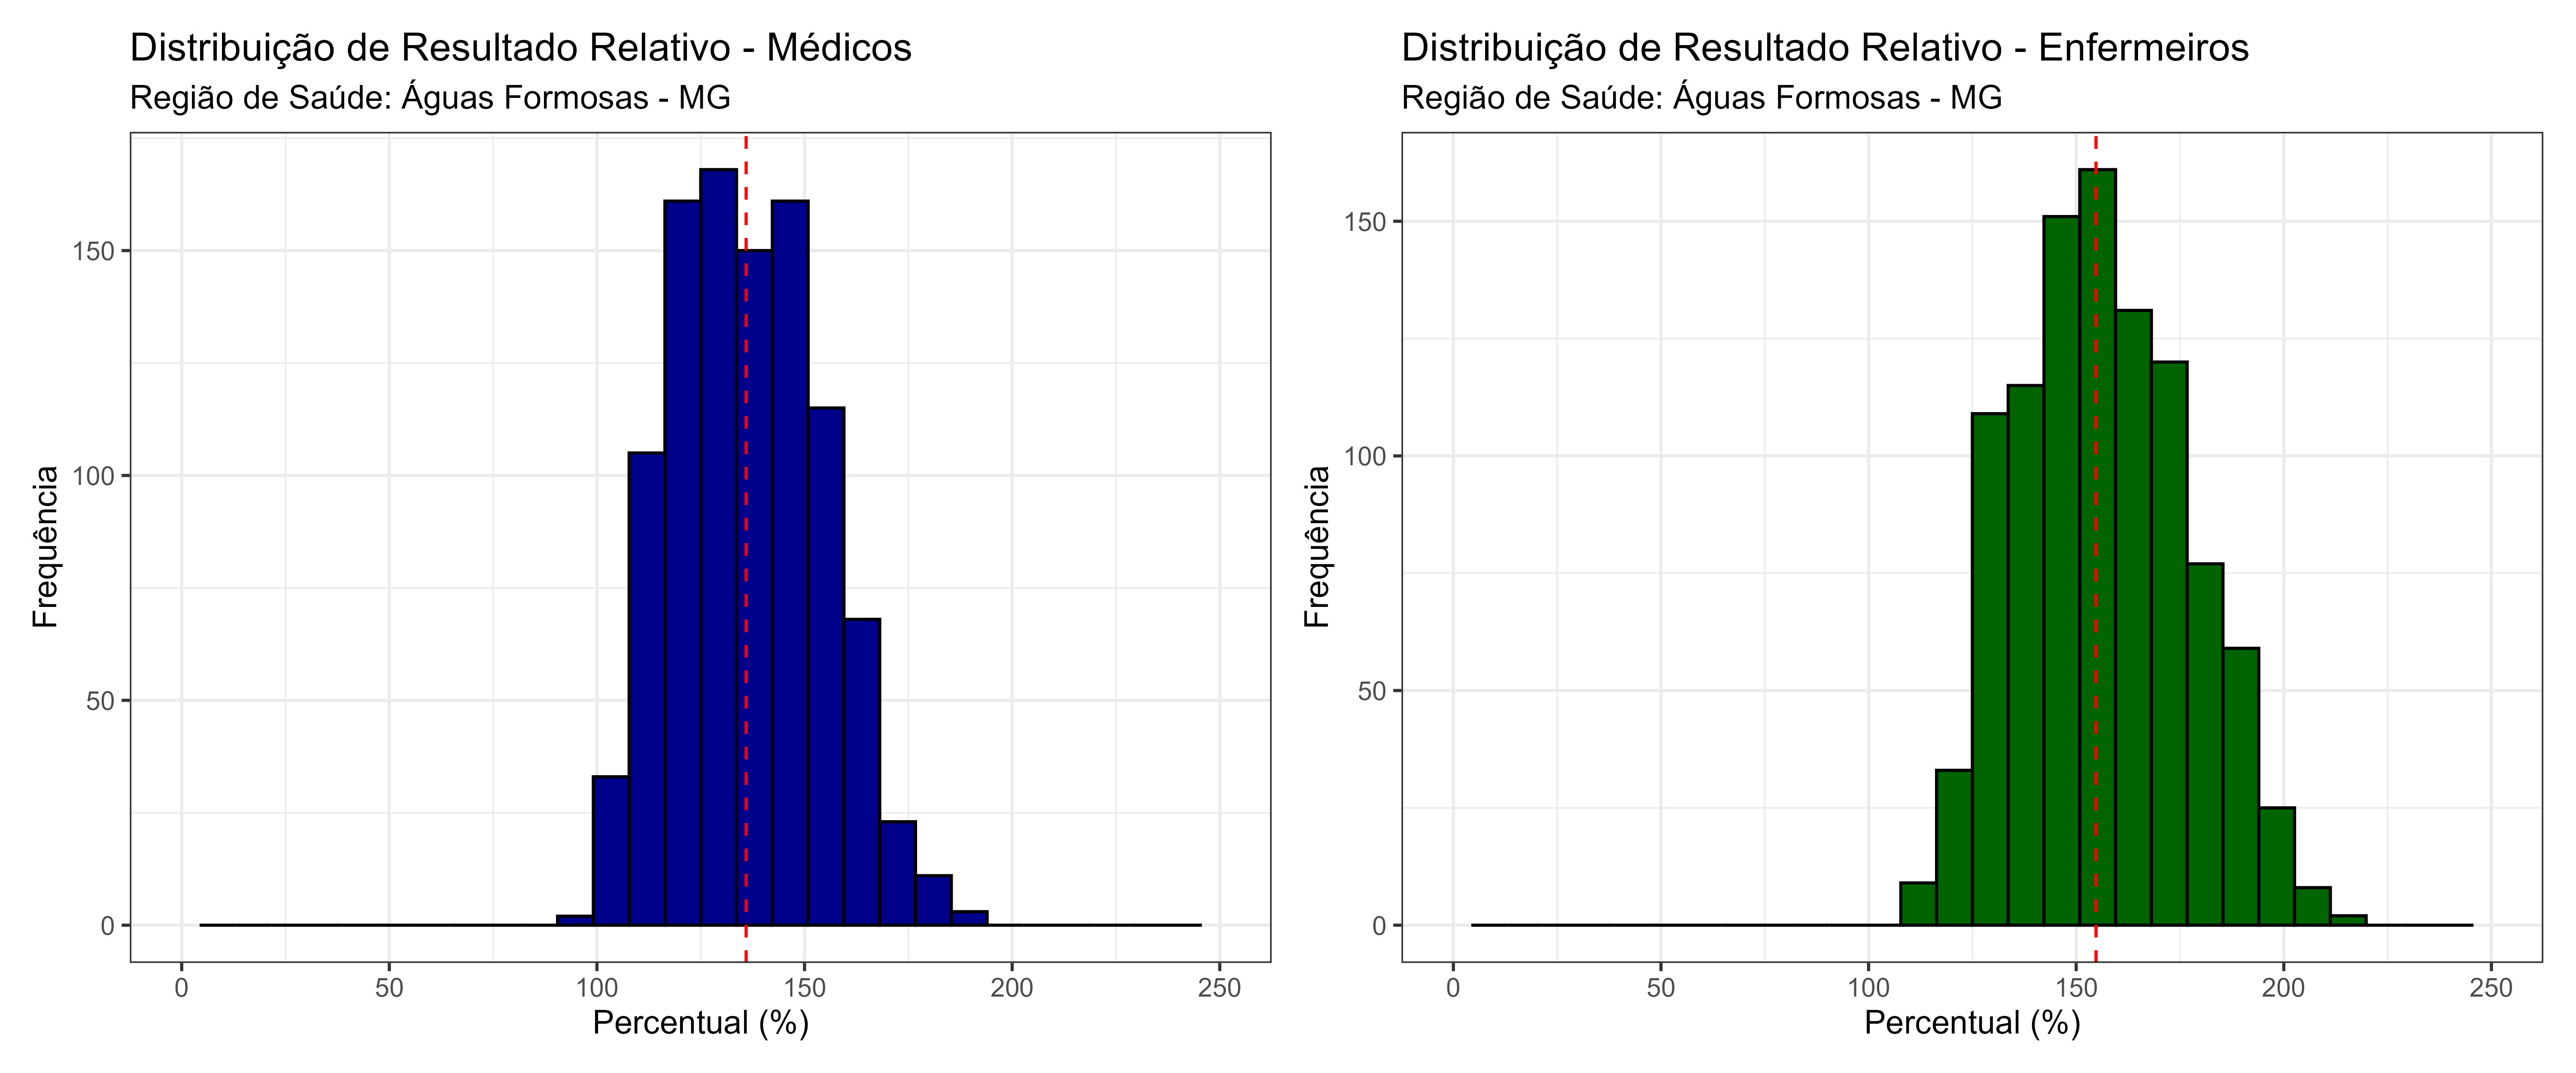 Distribuição de Resultado Relativo - Médicos
Região de Saúde: Águas Formosas - MG
Frequência
150
100
50
0
0 50 100 150 200 250
Percentual (%)
Distribuição de Resultado Relativo - Enfermeiros
Região de Saúde: Águas Formosas - MG
Frequência
150
100
50
0
0 50 100 150 200 250
Percentual (%)